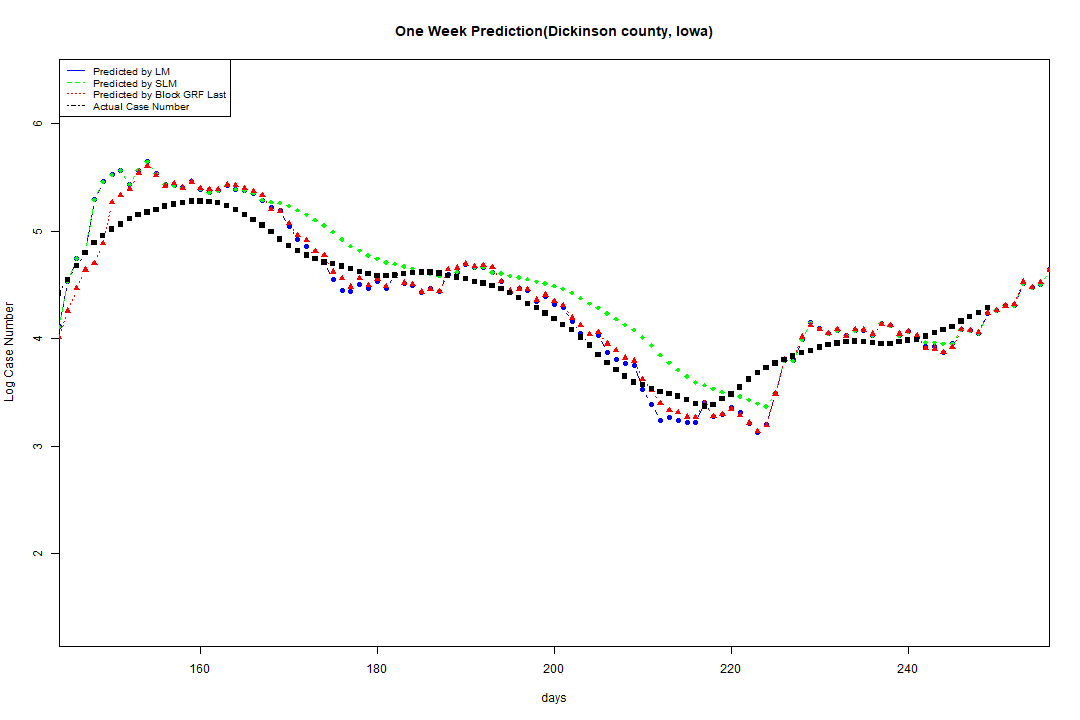 One Week Prediction(Dickinson county, Iowa)
Predicted by LM
Predicted by SLM
Predicted by Block GRF Last
Actual Case Number
6
5
4
3
2
Log Case Number
160 180 200 220 240
days